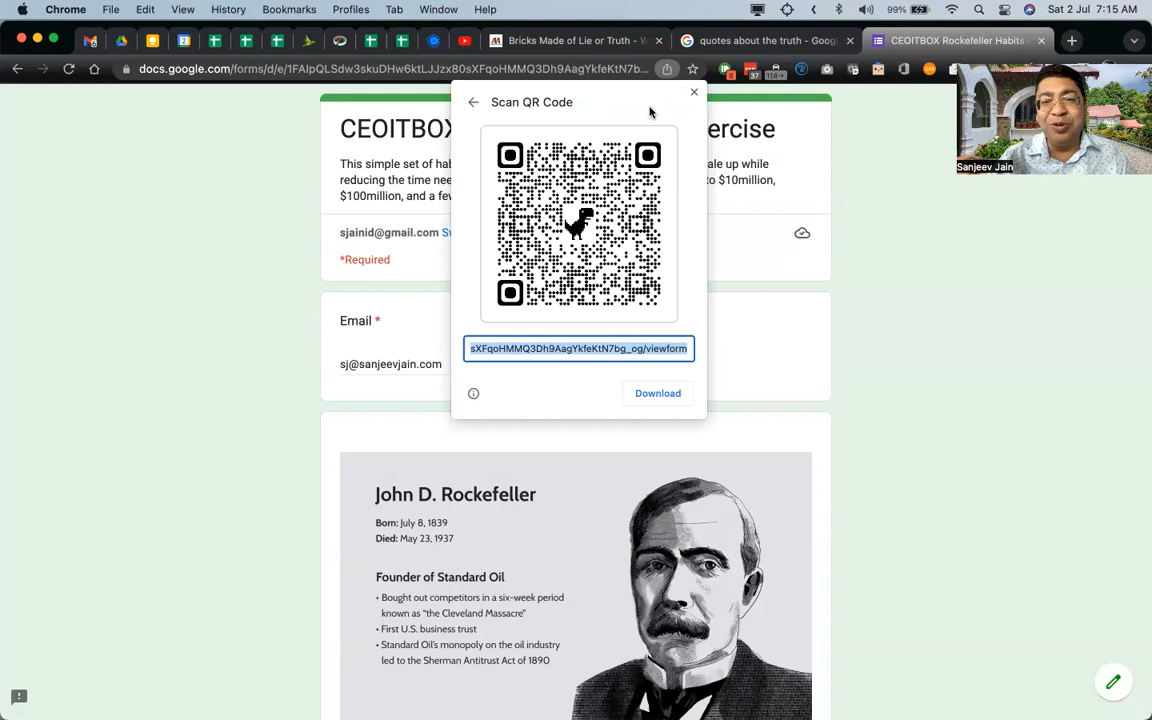 Chrome File Edit View History Bookmarks Profiles Tab Window Help 99% Sat 2 Jul 7:15 AM
Bricks Made of Lie or Truth - quotes about the truth - Goog CEOITBOX Rockefeller Habits
docs.google.com/forms/d/e/1FAIpQLSdw3skuDHw6ktLJJzx80sXFqoHMMQ3Dh9AagYkfeKtN7b...
8 37 114+
Sanjeev Jain
Scan QR Code
CEOITBOX ercise
This simple set of hab ale up while
reducing the time nee to $10million,
$100million, and a few
sjainid@gmail.com Sw
*Required
Email *
sj@sanjeevjain.com
sXFqoHMMQ3Dh9AagYkfeKtN7bg_og/viewform
Download
John D. Rockefeller
Born: July 8, 1839
Died: May 23, 1937
Founder of Standard Oil
• Bought out competitors in a six-week period
known as “the Cleveland Massacre”
• First U.S. business trust
• Standard Oil's monopoly on the oil industry
led to the Sherman Antitrust Act of 1890